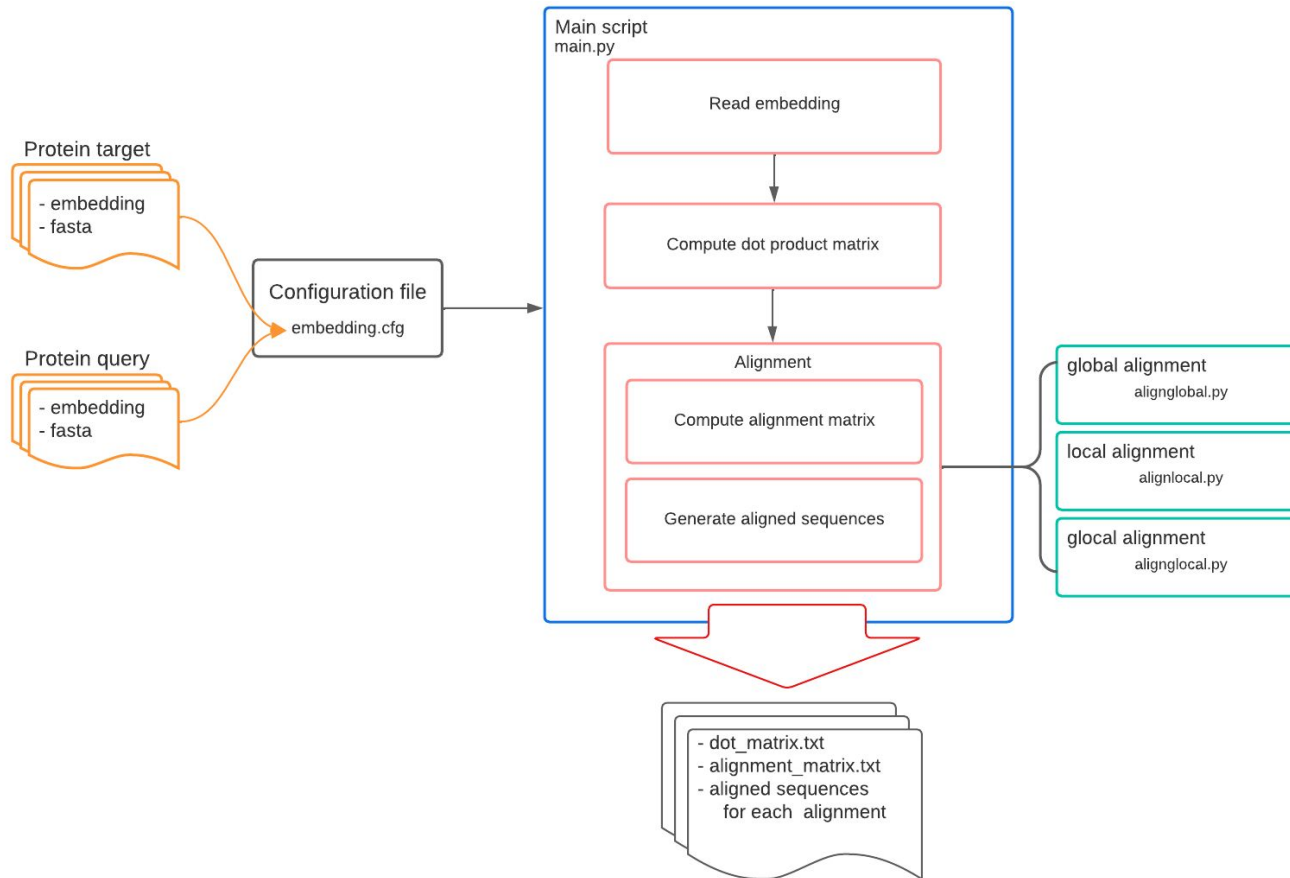 Protein target
- embedding
- fasta
Protein query
- embedding
- fasta
Configuration file
embedding.cfg
Main script
main.py
Read embedding
Compute dot product matrix
Alignment
Compute alignment matrix
Generate aligned sequences
global alignment
alignglobal.py
local alignment
alignlocal.py
glocal alignment
alignglocal.py
- dot_matrix.txt
- alignment_matrix.txt
- aligned sequences
for each alignment